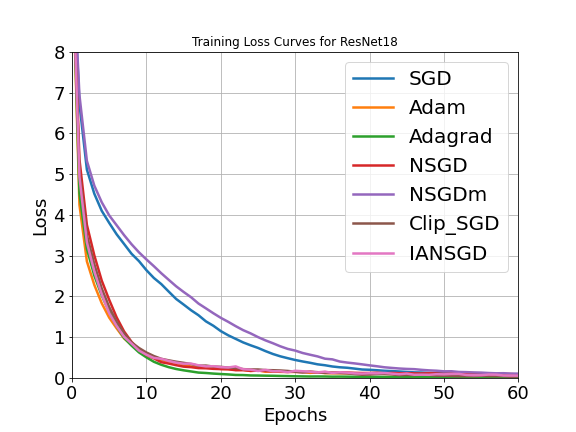 Training Loss Curves for ResNet18
8
7
6
5
4
3
2
1
0
Loss
SGD
Adam
Adagrad
NSGD
NSGDm
Clip_SGD
IANSGD
0 10 20 30 40 50 60
Epochs